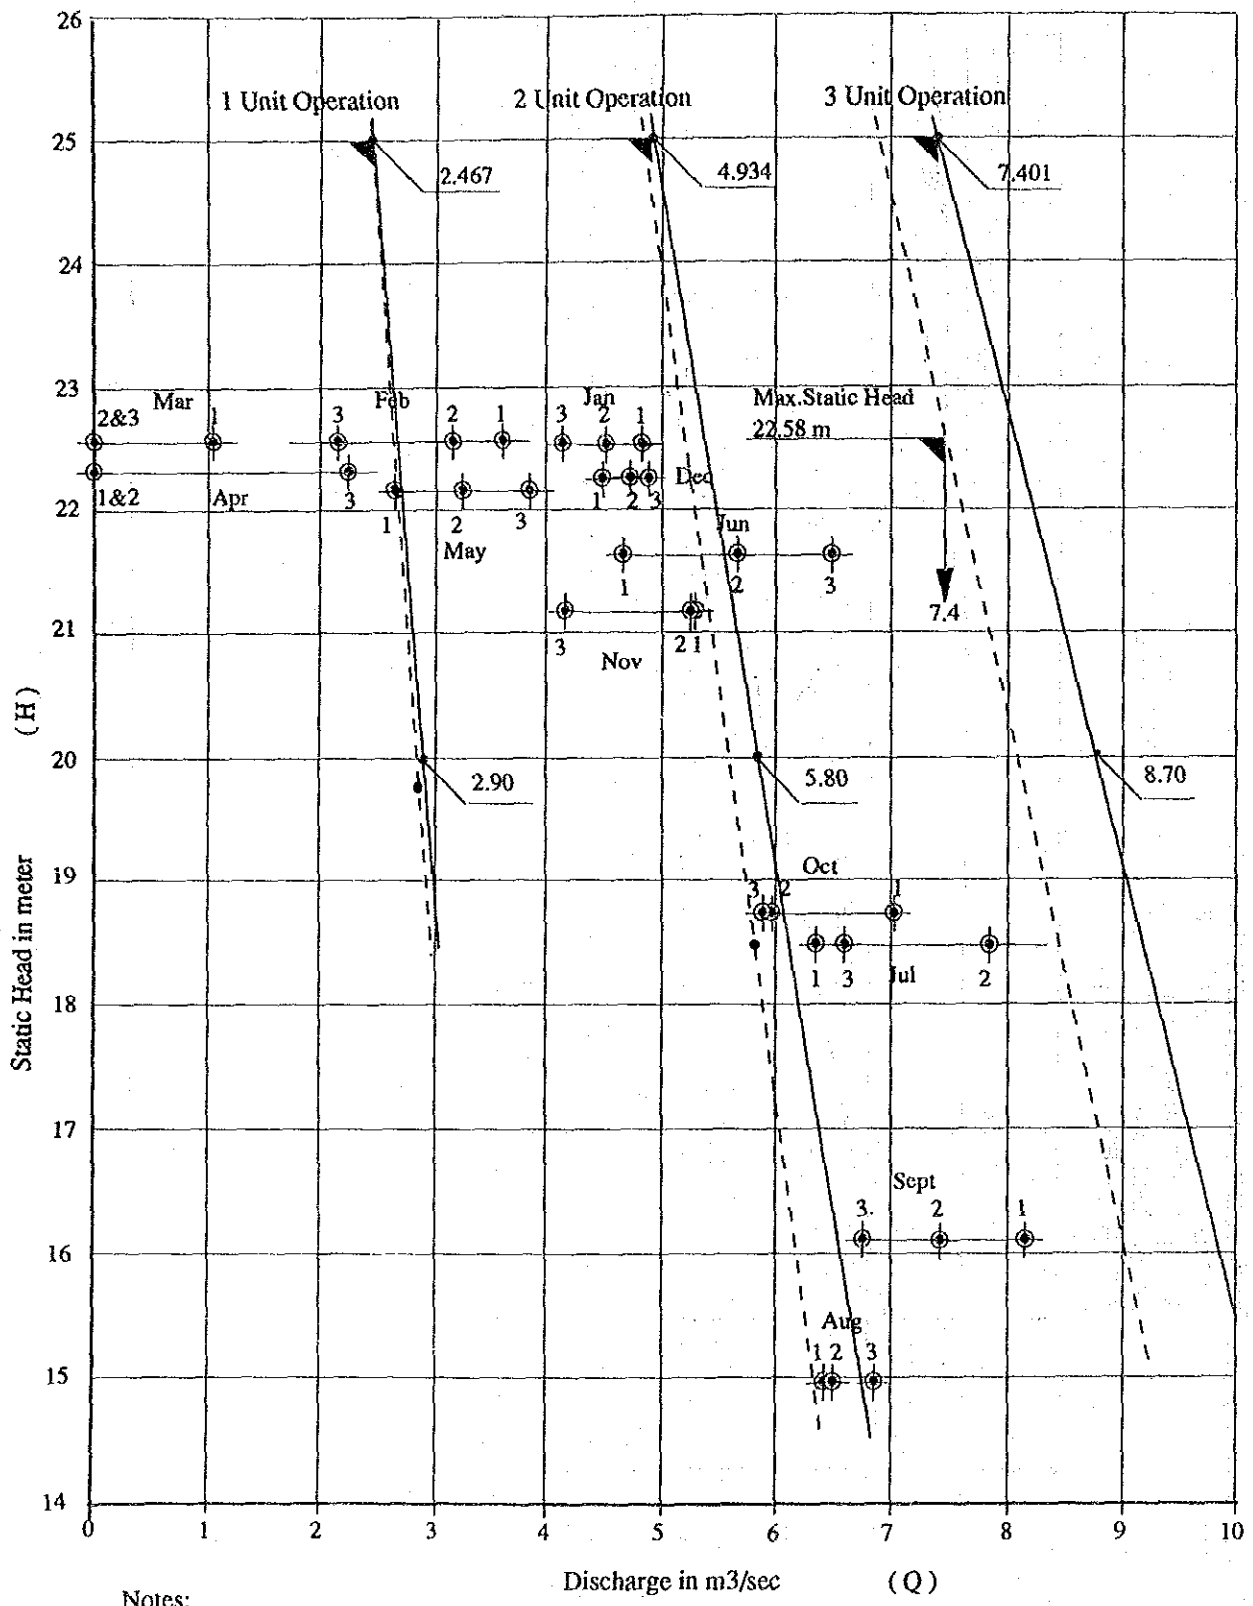 26
1 Unit Operation 2 Unit Operation 3 Unit Operation
25
2.467 4.934 7.401
24
23
Mar Feb Jan Max.Static Head
2&3 1 3 2 1 3 2 1 22.58 m
1&2 Apr 3 1 2 3 1 2 3 Dec
22
May Jun
1 2 3
7.4
21
3 2 1
Nov
(H)
20
2.90 5.80 8.70
Static Head in meter
19
Oct
3 2 1
1 3 Jul 2
18
17
Sept
3. 2 1
16
Aug
1 2 3
15
14
0 1 2 3 4 5 6 7 8 9 10
Discharge in m3/sec (Q)
Notes: